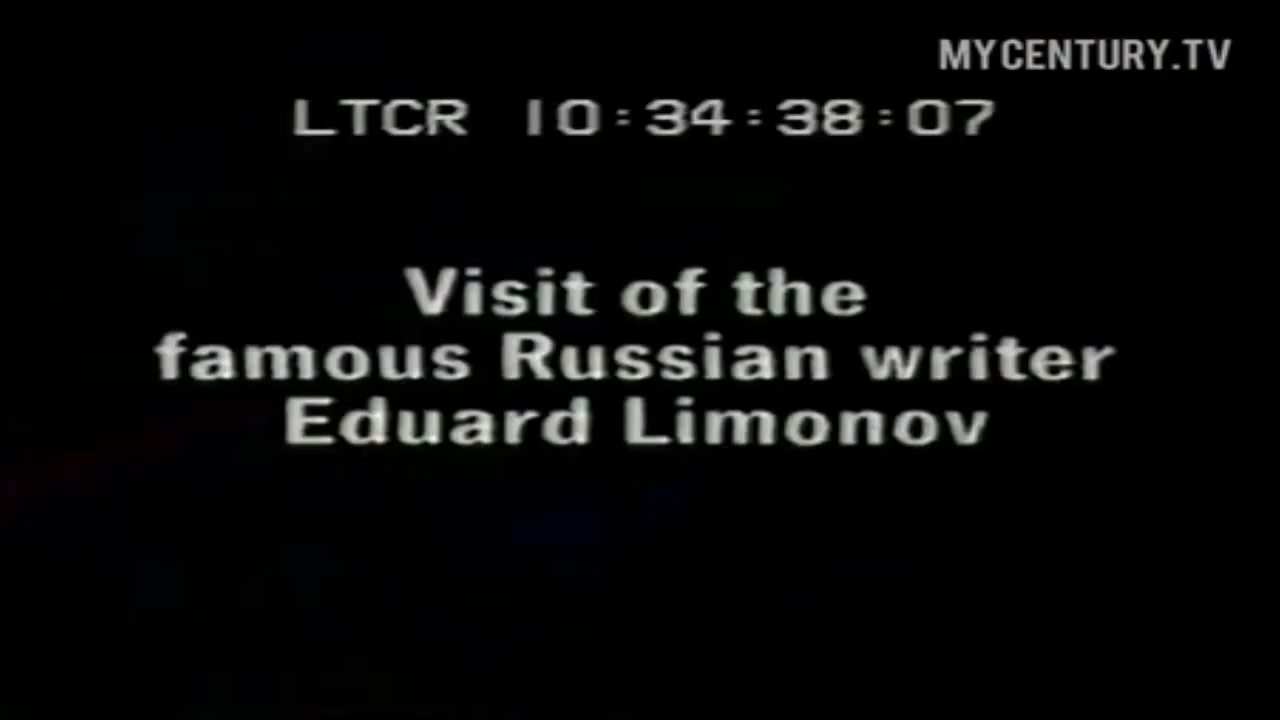 MYCENTURY.TV
LTCR 10:34:38:07
Visit of the
famous Russian writer
Eduard Limonov